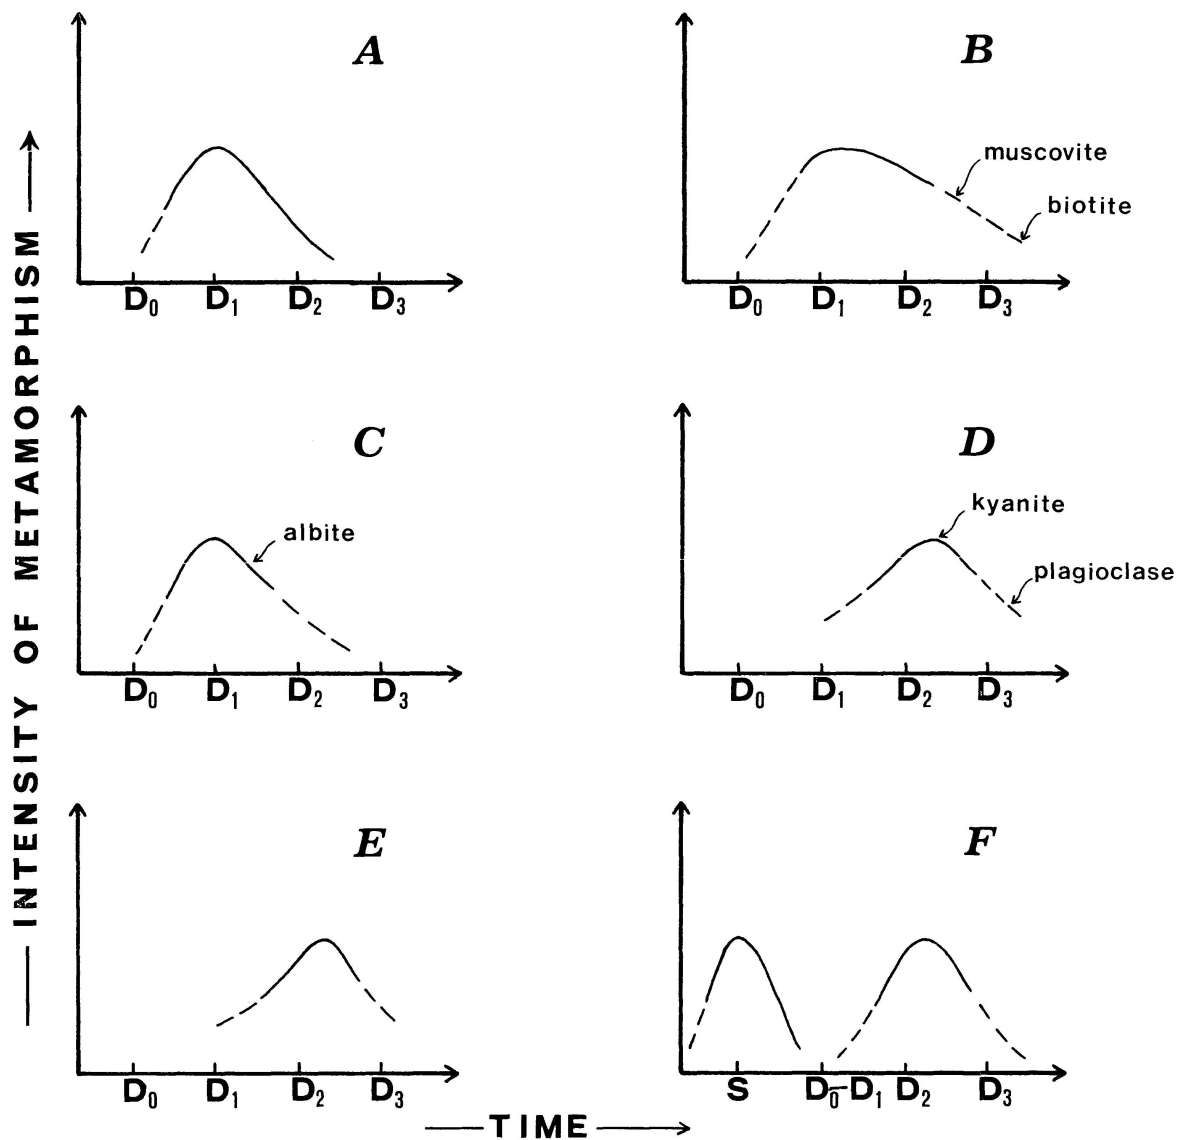 A
B
muscovite
biotite
D₀ D₁ D₂ D₃
D₀ D₁ D₂ D₃
C
D
albite
kyanite
plagioclase
D₀ D₁ D₂ D₃
D₀ D₁ D₂ D₃
E
F
D₀ D₁ D₂ D₃
S D₀-D₁ D₂ D₃
INTENSITY OF METAMORPHISM
TIME